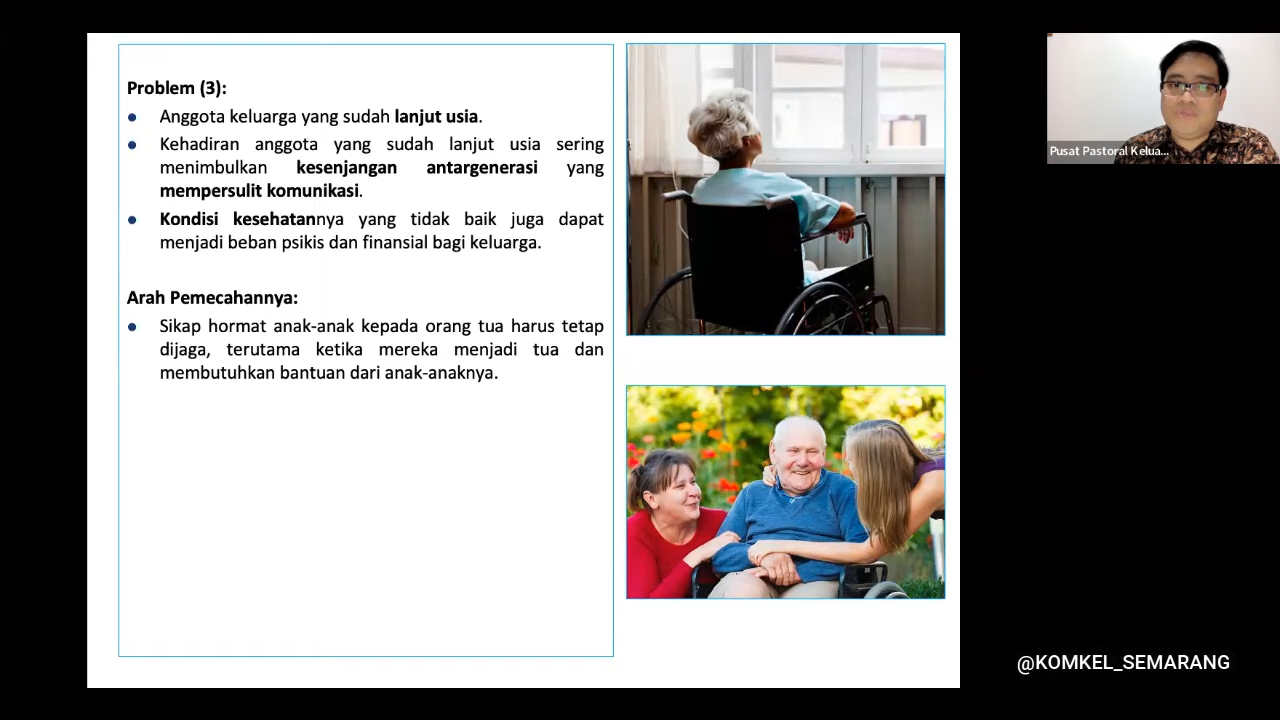 Problem (3):
● Anggota keluarga yang sudah lanjut usia.
● Kehadiran anggota yang sudah lanjut usia sering
menimbulkan kesenjangan antargenerasi yang
mempersulit komunikasi.
● Kondisi kesehatannya yang tidak baik juga dapat
menjadi beban psikis dan finansial bagi keluarga.
Arah Pemecahannya:
● Sikap hormat anak-anak kepada orang tua harus tetap
dijaga, terutama ketika mereka menjadi tua dan
membutuhkan bantuan dari anak-anaknya.
Pusat Pastoral Kelua...
@KOMKEL_SEMARANG